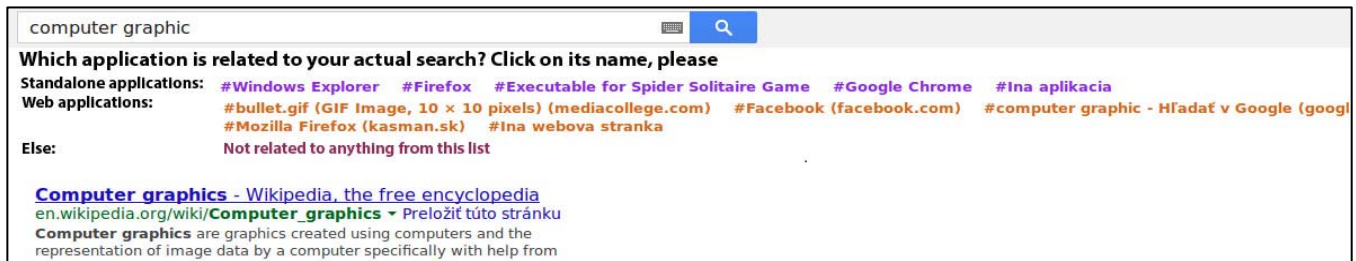 computer graphic
Which application is related to your actual search? Click on its name, please
Standalone applications: #Windows Explorer #Firefox #Executable for Spider Solitaire Game #Google Chrome #Ina aplikacia
Web applications: #bullet.gif (GIF Image, 10 × 10 pixels) (mediacollege.com) #Facebook (facebook.com) #computer graphic - Hľadať v Google (googl
#Mozilla Firefox (kasman.sk) #Ina webova stranka
Else: Not related to anything from this list
Computer graphics - Wikipedia, the free encyclopedia
en.wikipedia.org/wiki/Computer_graphics ▾ Preložiť túto stránku
Computer graphics are graphics created using computers and the
representation of image data by a computer specifically with help from